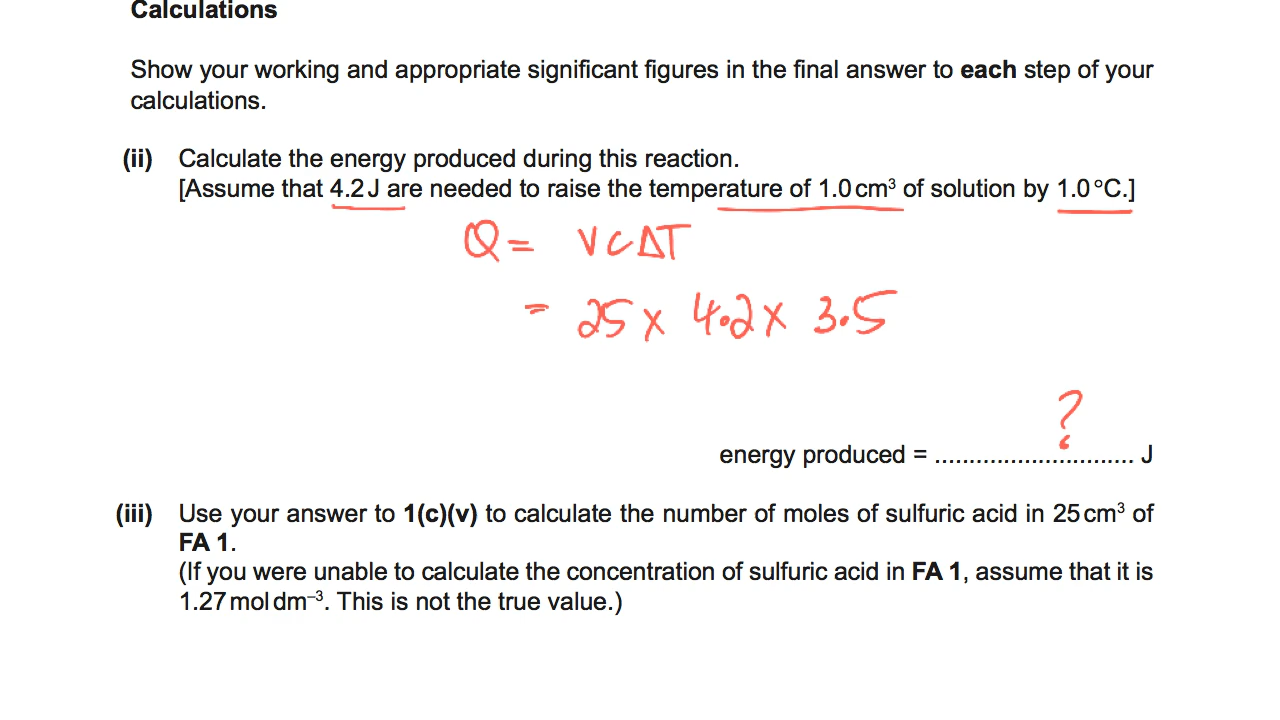 Calculations
Show your working and appropriate significant figures in the final answer to each step of your
calculations.
(ii) Calculate the energy produced during this reaction.
[Assume that 4.2 J are needed to raise the temperature of 1.0 cm³ of solution by 1.0 °C.]
Q = VCΔT
= 25 × 4.2 × 3.5
?
energy produced = ............................. J
(iii) Use your answer to 1(c)(v) to calculate the number of moles of sulfuric acid in 25 cm³ of
FA 1.
(If you were unable to calculate the concentration of sulfuric acid in FA 1, assume that it is
1.27 mol dm⁻³. This is not the true value.)